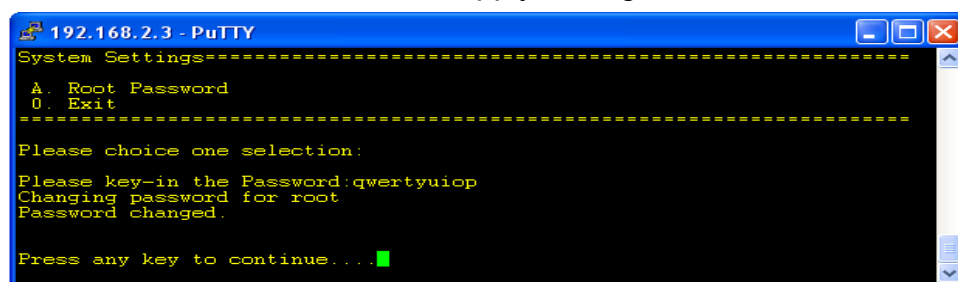 192.168.2.3 - PuTTY
System Settings=========================================================
A. Root Password
0. Exit
========================================================================
Please choice one selection:
Please key-in the Password:qwertyuiop
Changing password for root
Password changed.
Press any key to continue....